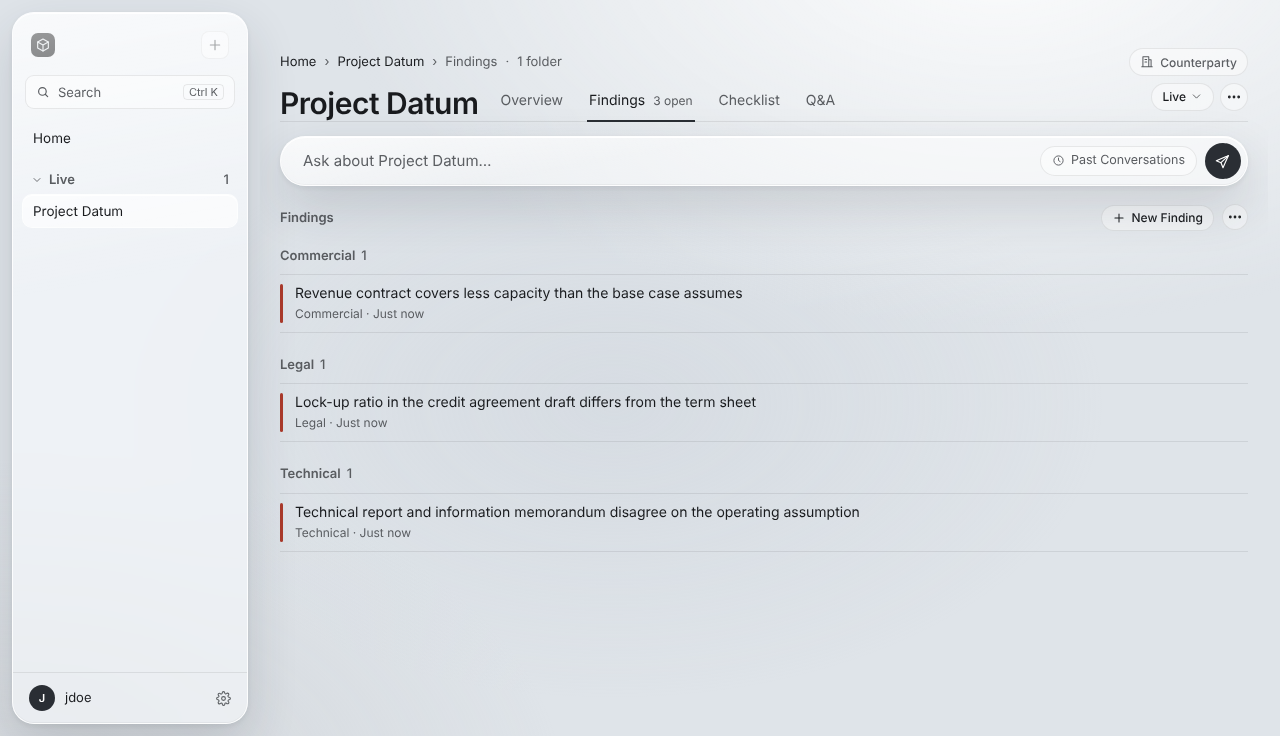 Search Ctrl K
Home
Live 1
Project Datum
J jdoe
Home › Project Datum › Findings · 1 folder
Counterparty
Project Datum Overview Findings 3 open Checklist Q&A
Live
Ask about Project Datum... Past Conversations
Findings
New Finding
Commercial 1
Revenue contract covers less capacity than the base case assumes
Commercial · Just now
Legal 1
Lock-up ratio in the credit agreement draft differs from the term sheet
Legal · Just now
Technical 1
Technical report and information memorandum disagree on the operating assumption
Technical · Just now